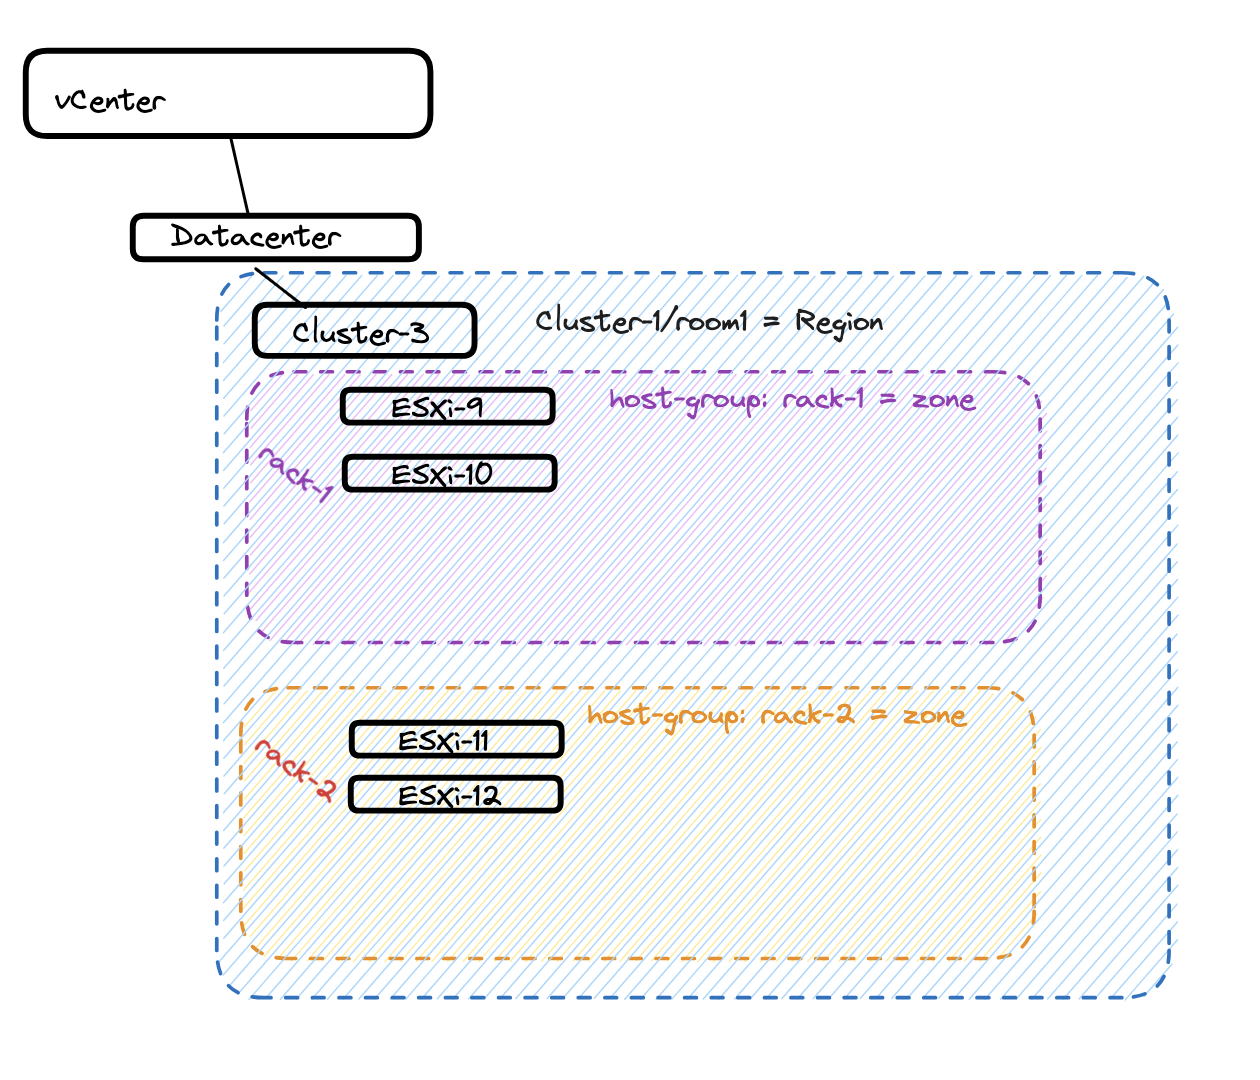 vCenter
Datacenter
Cluster-3
Cluster-1/room1 = Region
ESXi-9
host-group: rack-1 = zone
rack-1
ESXi-10
host-group: rack-2 = zone
ESXi-11
rack-2
ESXi-12